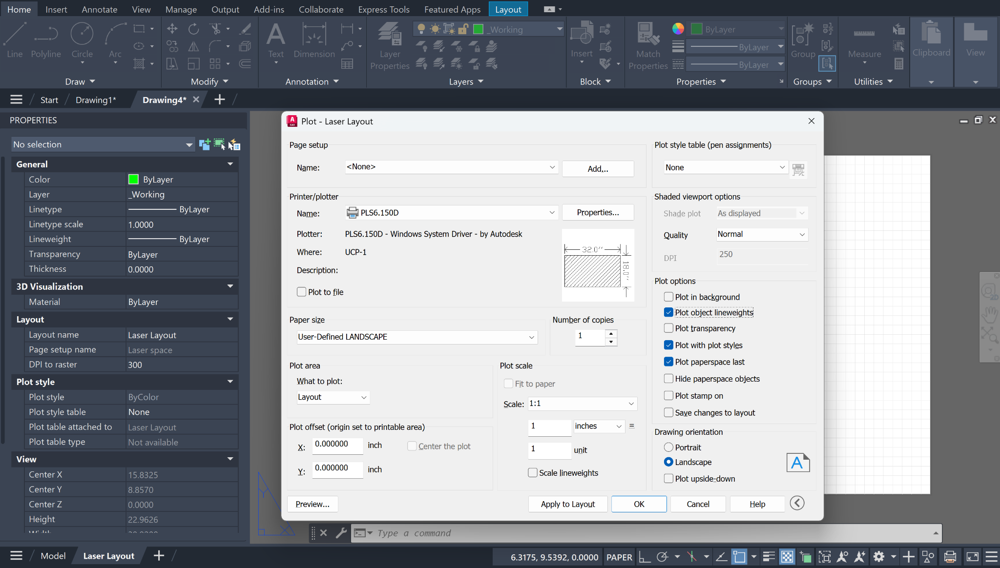 Home Insert Annotate View Manage Output Add-ins Collaborate Express Tools Featured Apps Layout
Line Polyline Circle Arc Text Dimension Layer Properties _Working Insert Match Properties ByLayer Group Measure Clipboard View
ByLayer
ByLayer
Draw Modify Annotation Layers Block Properties Groups Utilities
Start Drawing1* Drawing4*
PROPERTIES
No selection
General
Color ByLayer
Layer _Working
Linetype ByLayer
Linetype scale 1.0000
Lineweight ByLayer
Transparency ByLayer
Thickness 0.0000
3D Visualization
Material ByLayer
Layout
Layout name Laser Layout
Page setup name Laser space
DPI to raster 300
Plot style
Plot style ByColor
Plot style table None
Plot table attached to Laser Layout
Plot table type Not available
View
Center X 15.8325
Center Y 8.8570
Center Z 0.0000
Height 22.9626
Plot - Laser Layout
Page setup
Name: <None> Add...
Printer/plotter
Name: PLS6.150D Properties...
Plotter: PLS6.150D - Windows System Driver - by Autodesk
Where: UCP-1
Description:
Plot to file
32.0''
18.0''
Paper size
User-Defined LANDSCAPE
Number of copies
1
Plot area
What to plot:
Layout
Plot scale
Fit to paper
Scale: 1:1
1 inches =
1 unit
Scale lineweights
Plot offset (origin set to printable area)
X: 0.000000 inch Center the plot
Y: 0.000000 inch
Plot style table (pen assignments)
None
Shaded viewport options
Shade plot As displayed
Quality Normal
DPI 250
Plot options
Plot in background
Plot object lineweights
Plot transparency
Plot with plot styles
Plot paperspace last
Hide paperspace objects
Plot stamp on
Save changes to layout
Drawing orientation
Portrait
Landscape
Plot upside-down
A
Preview... Apply to Layout OK Cancel Help
2D
Y
X
Type a command
Model Laser Layout
6.3175, 9.5392, 0.0000 PAPER